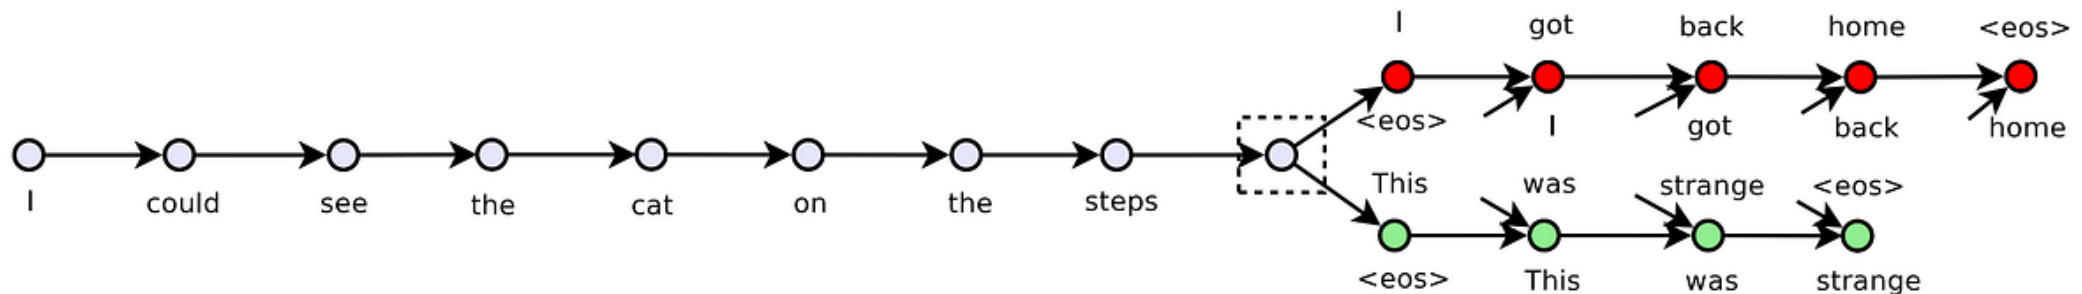 I got back home <eos>
<eos> I got back home
I could see the cat on the steps
This was strange <eos>
<eos> This was strange